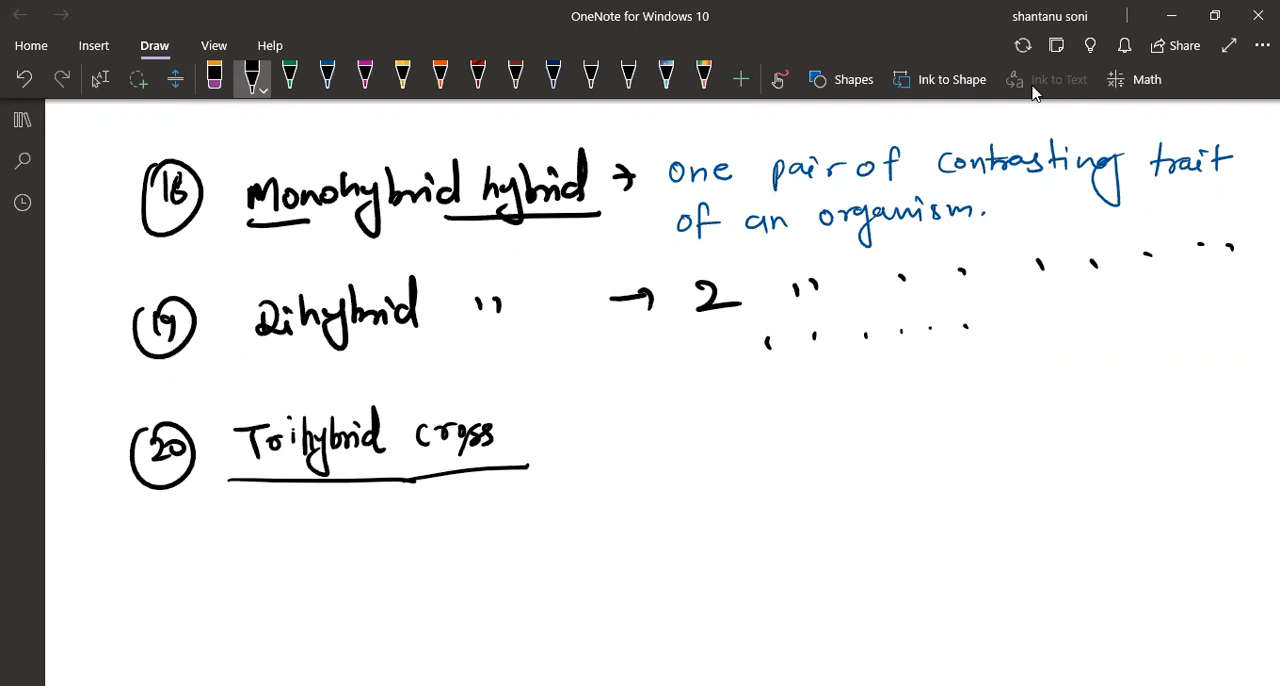 OneNote for Windows 10
shantanu soni
Home Insert Draw View Help
Share
Shapes Ink to Shape Ink to Text Math
18 Monohybrid hybrid → one pair of contrasting trait
of an organism.
19 Dihybrid " → 2 "
20 Trihybrid cross